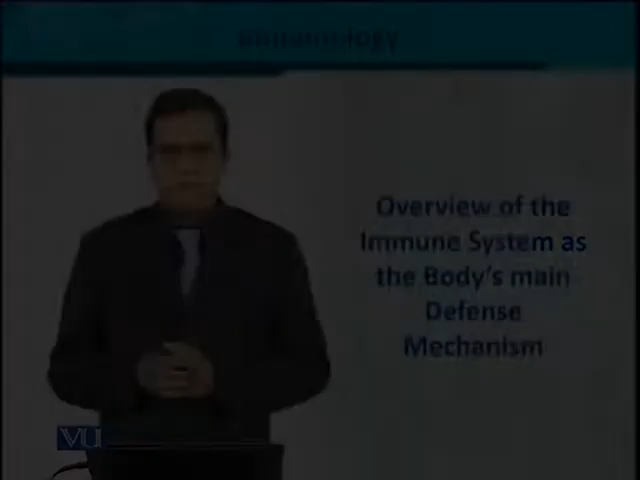 Immunology
Overview of the
Immune System as
the Body's main
Defense
Mechanism
VU